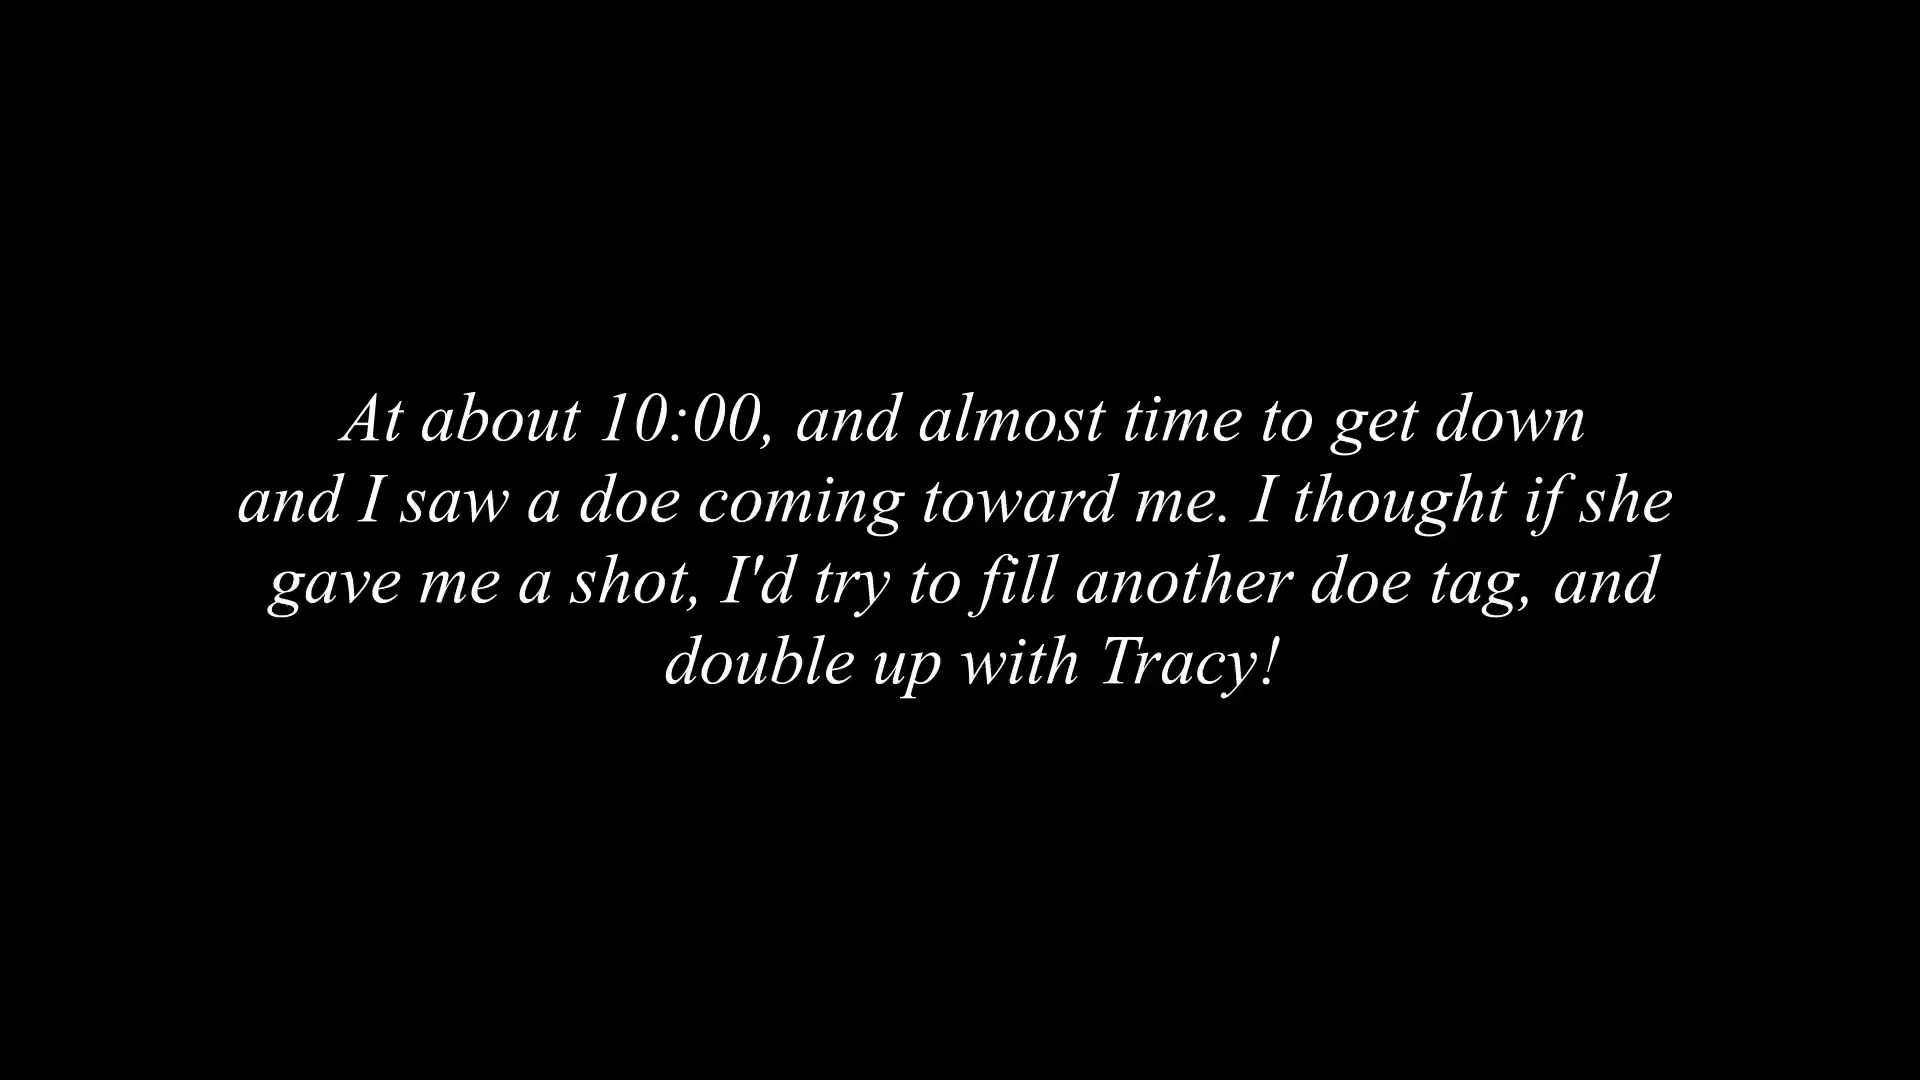 At about 10:00, and almost time to get down
and I saw a doe coming toward me. I thought if she
gave me a shot, I'd try to fill another doe tag, and
double up with Tracy!